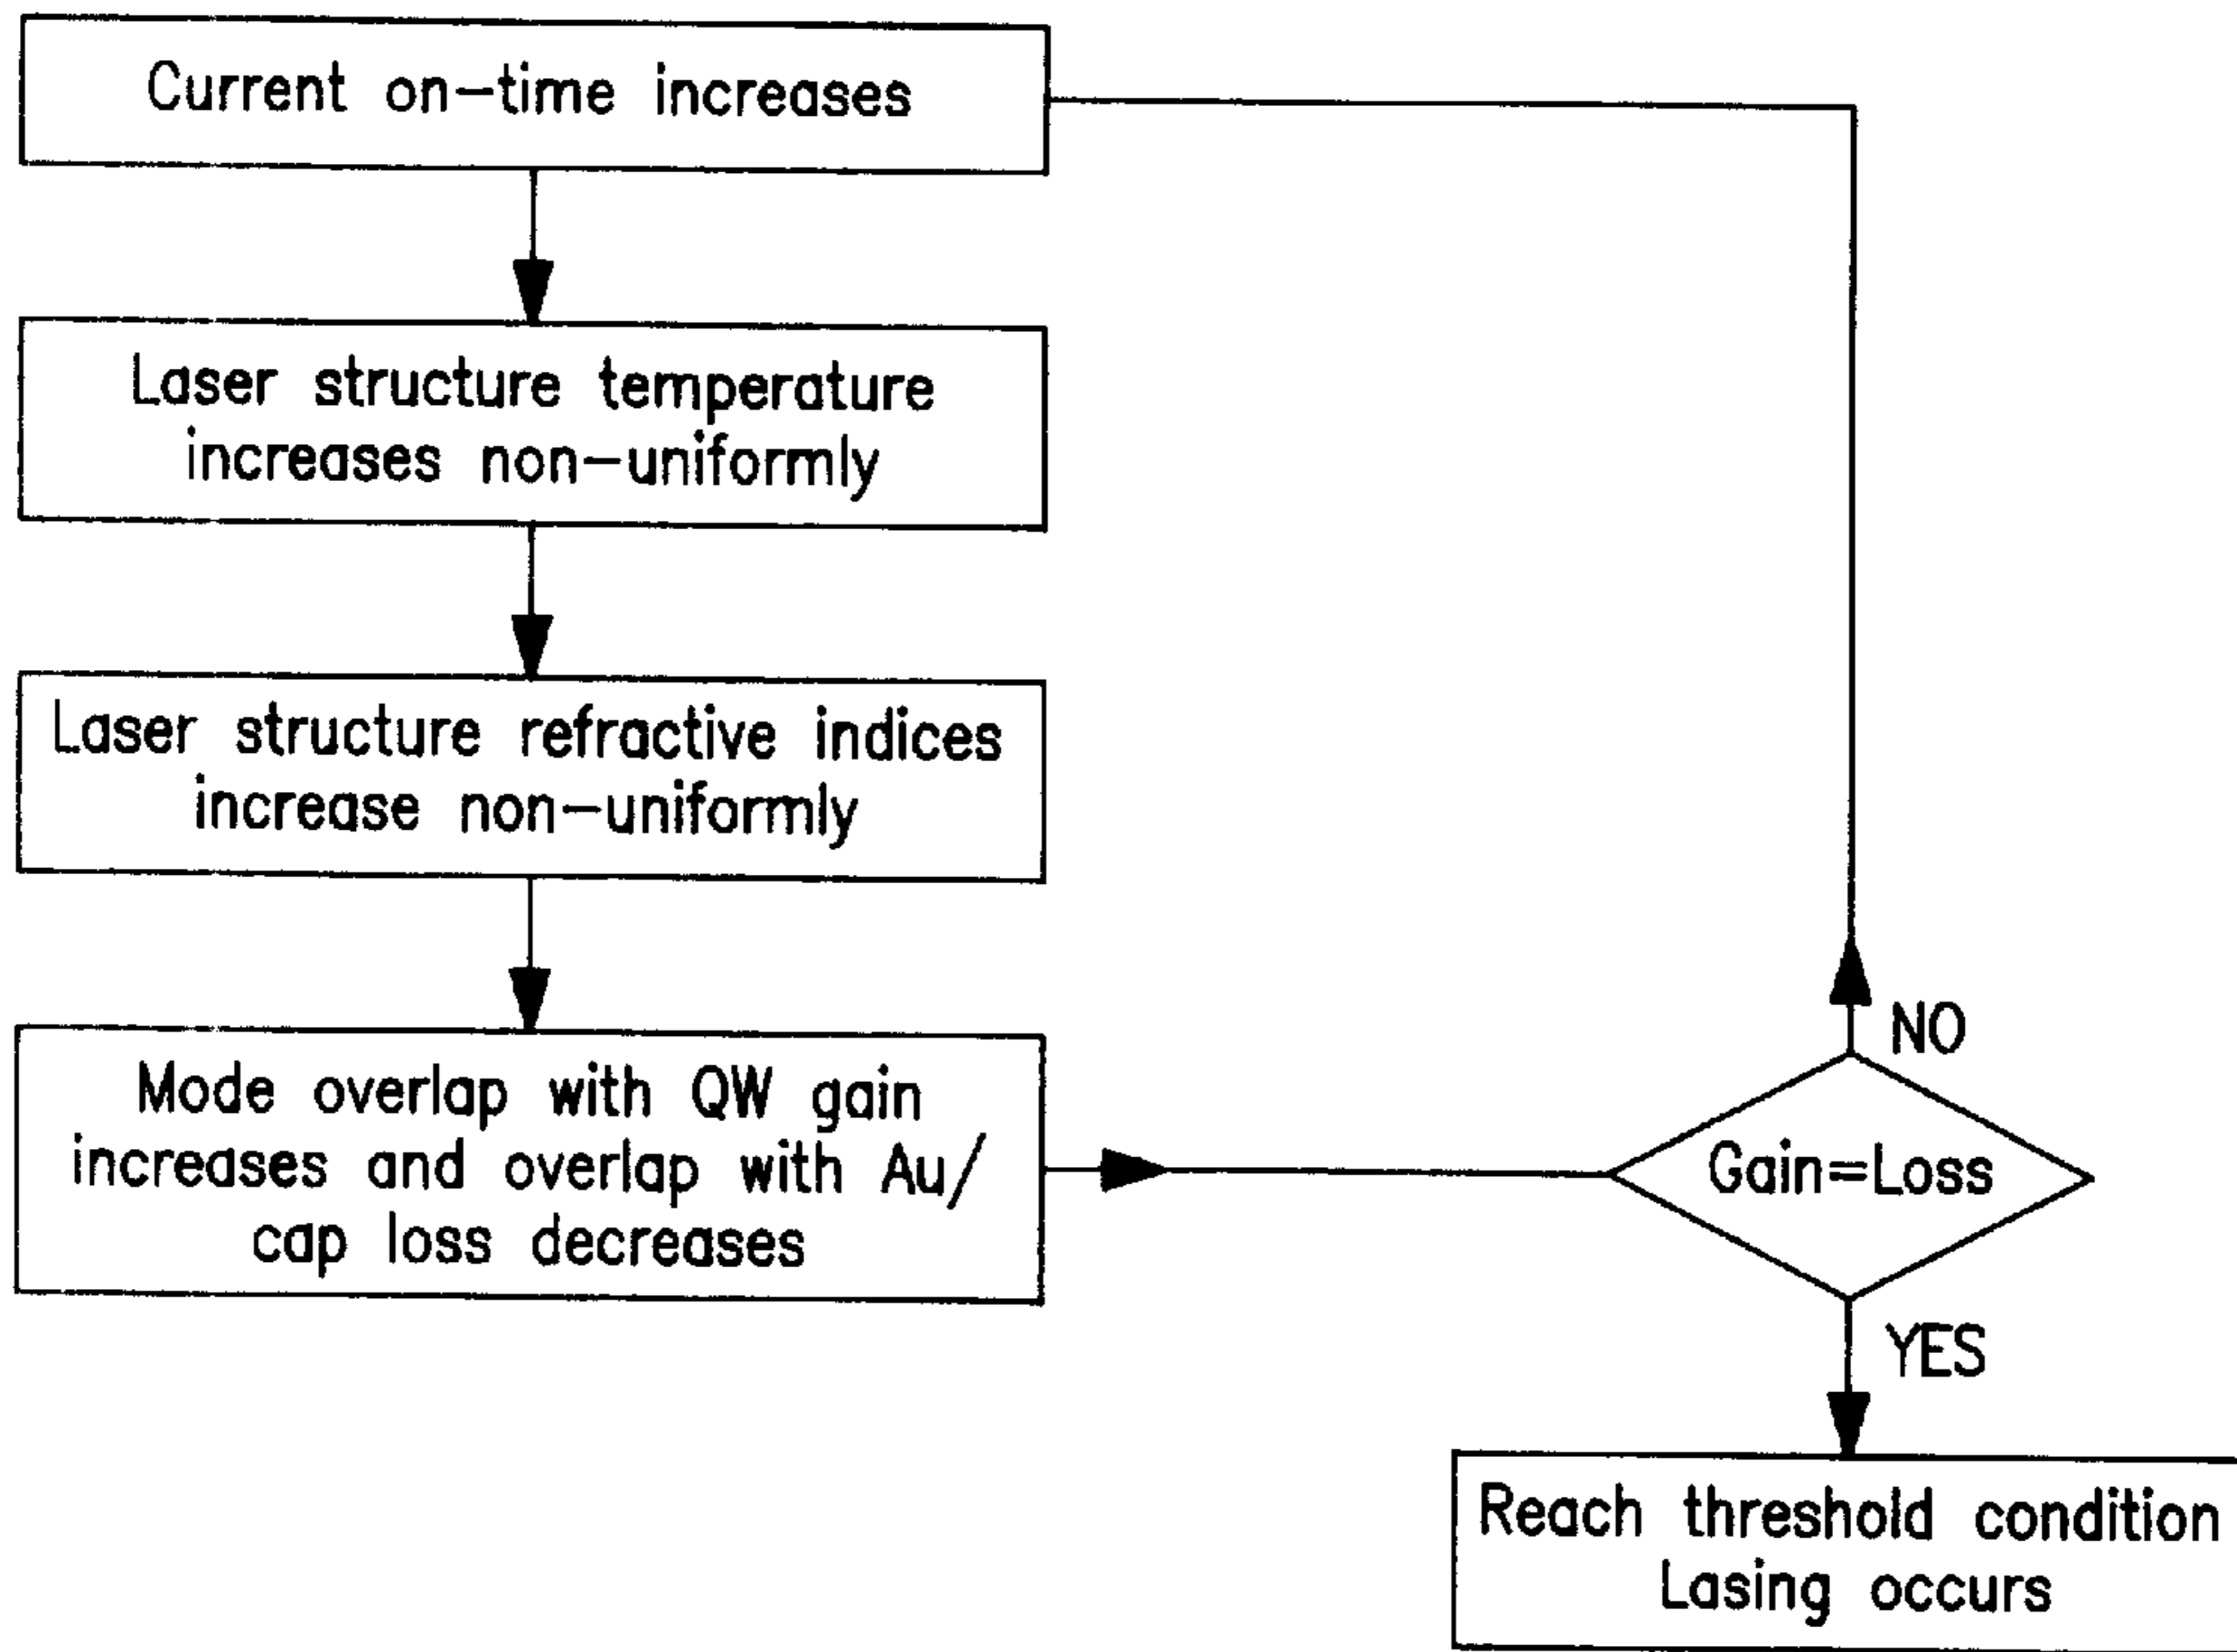 Current on-time increases
Laser structure temperature
increases non-uniformly
Laser structure refractive indices
increase non-uniformly
Mode overlap with QW gain
increases and overlap with Au/
cap loss decreases
Gain=Loss
NO
YES
Reach threshold condition
Lasing occurs